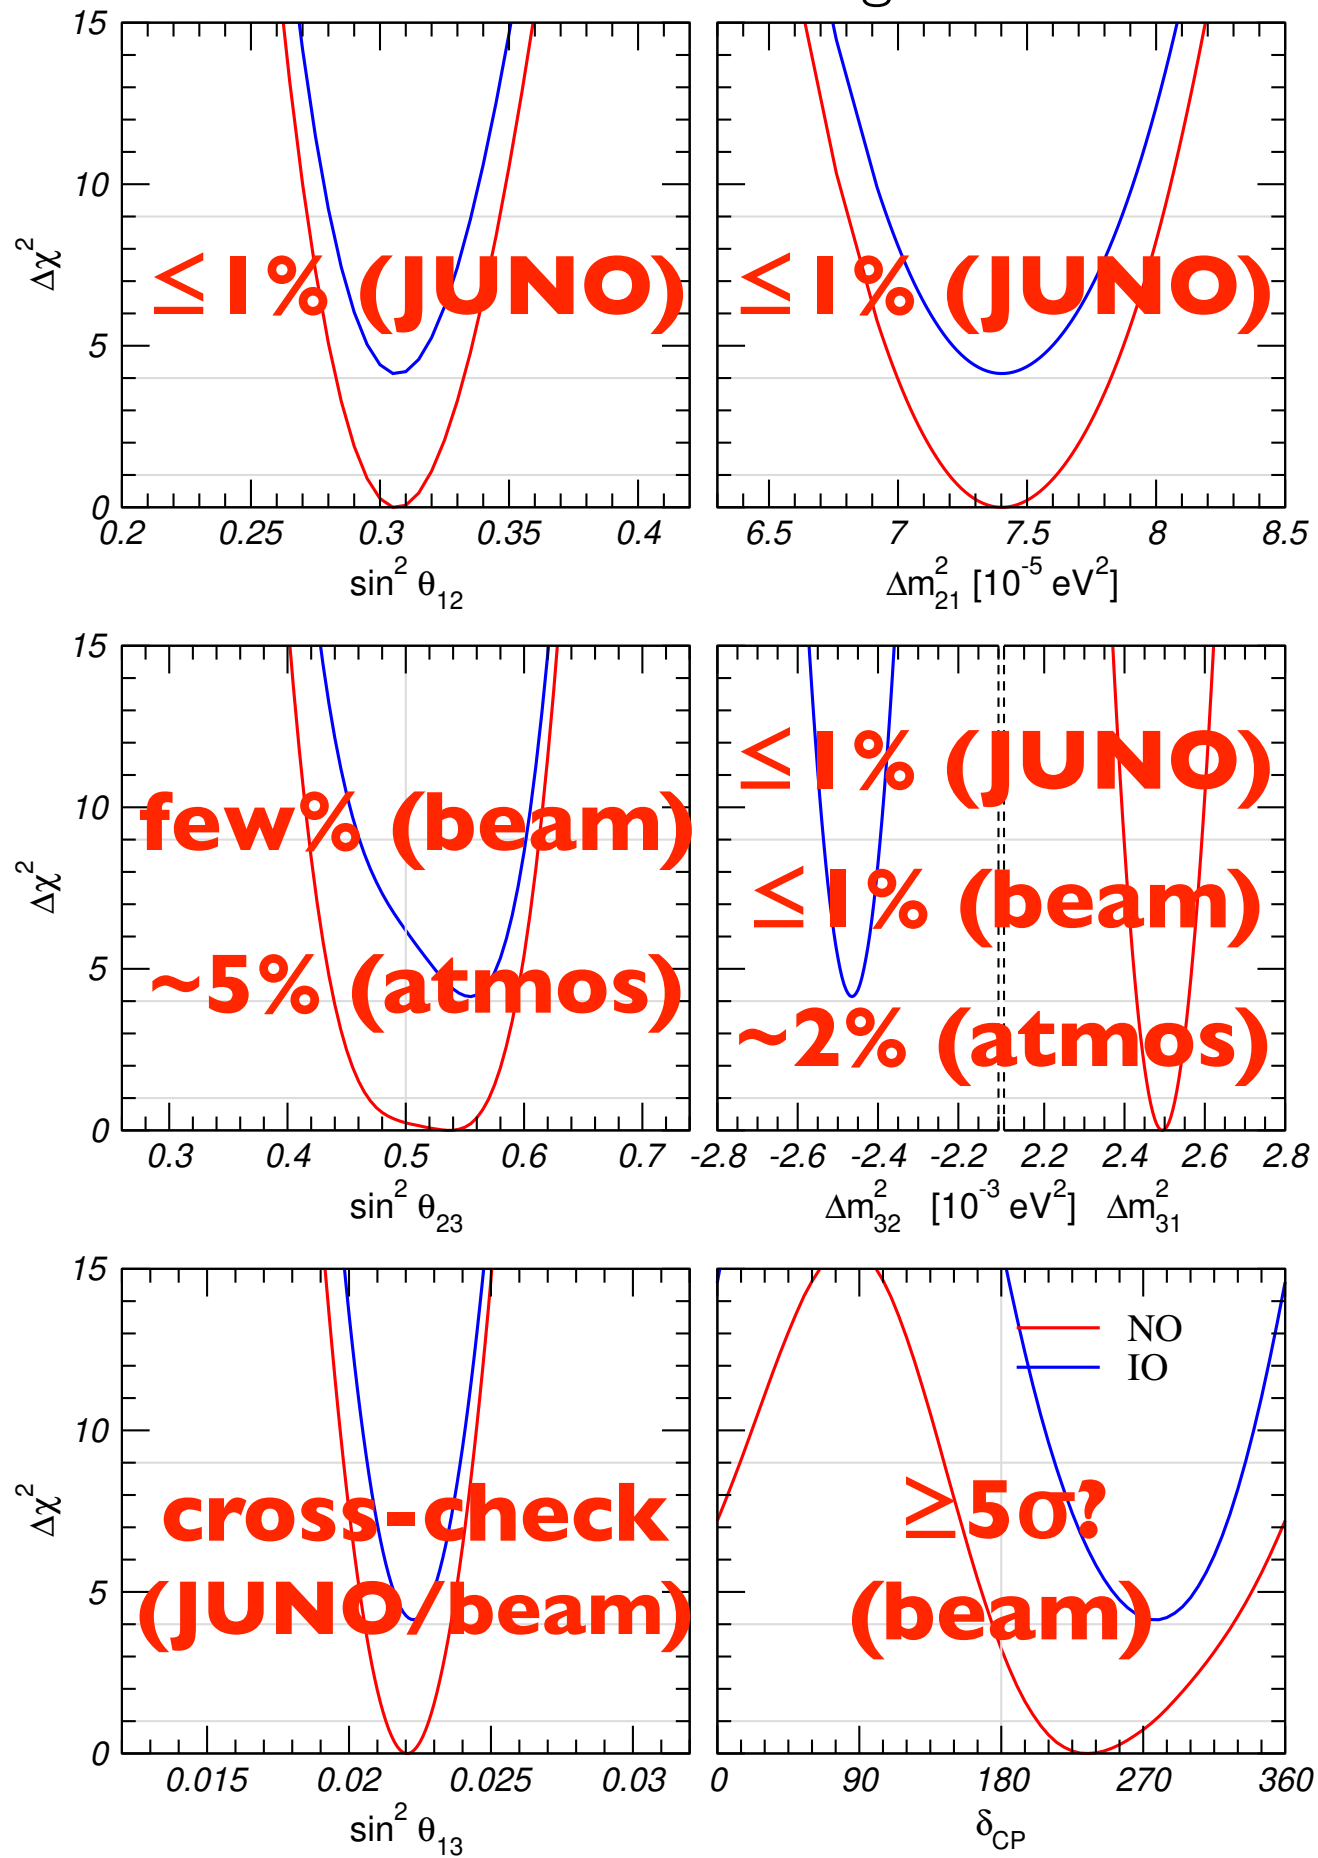 15
10
5
0
Δχ²
0.2 0.25 0.3 0.35 0.4
sin² θ₁₂
≤1% (JUNO)
6.5 7 7.5 8 8.5
Δm²₂₁ [10⁻⁵ eV²]
≤1% (JUNO)
15
10
5
0
Δχ²
0.3 0.4 0.5 0.6 0.7
sin² θ₂₃
few% (beam)
~5% (atmos)
-2.8 -2.6 -2.4 -2.2 2.2 2.4 2.6 2.8
Δm²₃₂ [10⁻³ eV²] Δm²₃₁
≤1% (JUNO)
≤1% (beam)
~2% (atmos)
15
10
5
0
Δχ²
0.015 0.02 0.025 0.03
sin² θ₁₃
cross-check
(JUNO/beam)
NO
IO
≥5σ?
(beam)
0 90 180 270 360
δCP